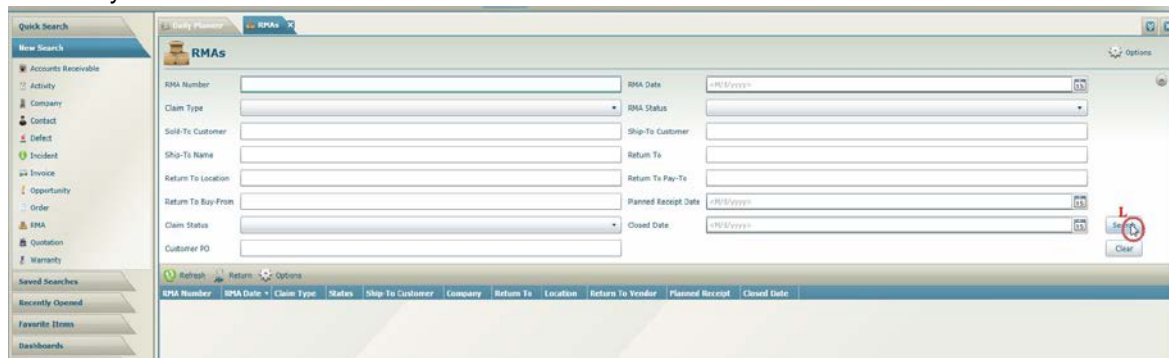 Quick Search
New Search
Accounts Receivable
Activity
Company
Contact
Defect
Incident
Invoice
Opportunity
Order
RMA
Quotation
Warranty
Saved Searches
Recently Opened
Favorite Items
Dashboards
Daily Planner RMAs
RMAs Options
RMA Number RMA Date <M/d/yyyy> 15
Claim Type RMA Status
Sold-To Customer Ship-To Customer
Ship-To Name Return To
Return To Location Return To Pay-To
Return To Buy-From Planned Receipt Date <M/d/yyyy> 15
L
Claim Status Closed Date <M/d/yyyy> 15
Customer PO Clear
Refresh Return Options
RMA Number RMA Date Claim Type Status Ship-To Customer Company Return To Location Return To Vendor Planned Receipt Closed Date